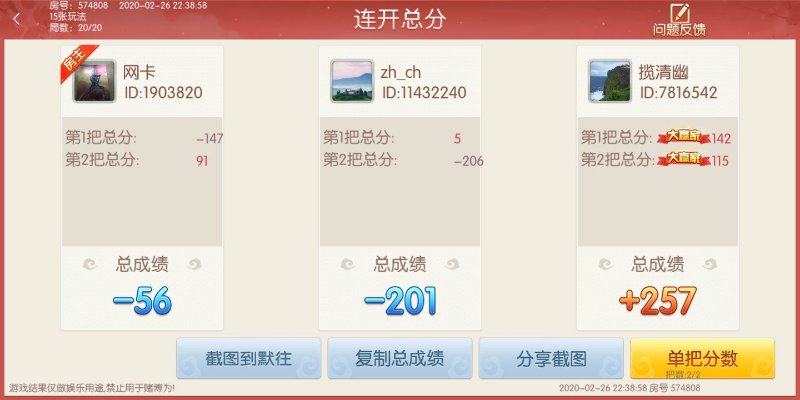 房号：574808 2020-02-26 22:38:58
15张玩法
局数：20/20
连开总分
问题反馈
房主
网卡
ID:1903820
第1把总分: -147
第2把总分: 91
总成绩
-56
zh_ch
ID:11432240
第1把总分: 5
第2把总分: -206
总成绩
-201
揽清幽
ID:7816542
第1把总分: 大赢家 142
第2把总分: 大赢家 115
总成绩
+257
截图到默往
复制总成绩
分享截图
单把分数
把数:2/2
游戏结果仅做娱乐用途,禁止用于赌博为!
2020-02-26 22:38:58 房号 574808